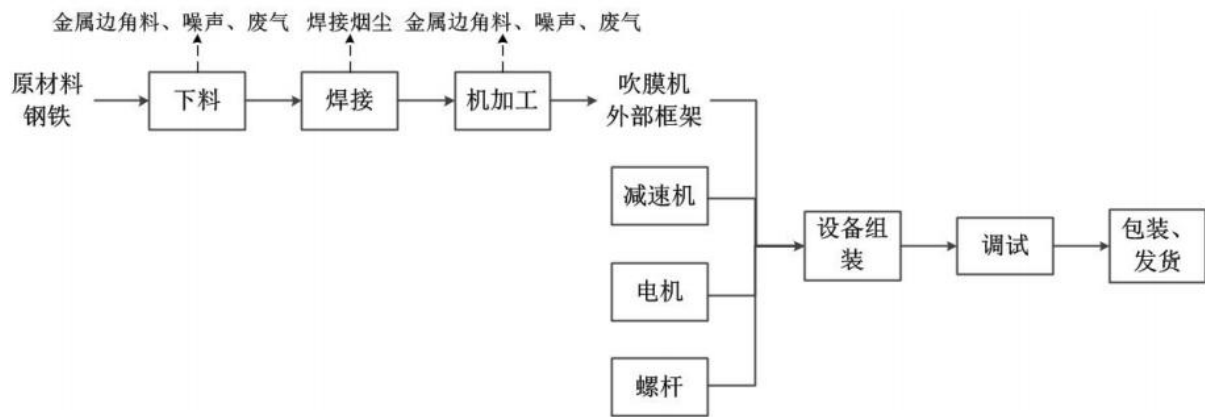 金属边角料、噪声、废气 焊接烟尘 金属边角料、噪声、废气
原材料
钢铁
下料
焊接
机加工
吹膜机
外部框架
减速机
电机
螺杆
设备组
装
调试
包装、
发货